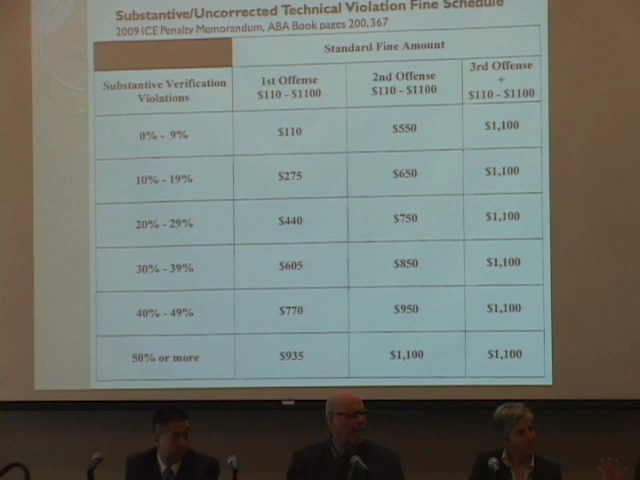 Substantive/Uncorrected Technical Violation Fine Schedule
2009 ICE Penalty Memorandum, ABA Book pages 200,367
Standard Fine Amount
Substantive Verification Violations 1st Offense $110 - $1100 2nd Offense $110 - $1100 3rd Offense + $110 - $1100
0% - 9% $110 $550 $1,100
10% - 19% $275 $650 $1,100
20% - 29% $440 $750 $1,100
30% - 39% $605 $850 $1,100
40% - 49% $770 $950 $1,100
50% or more $935 $1,100 $1,100